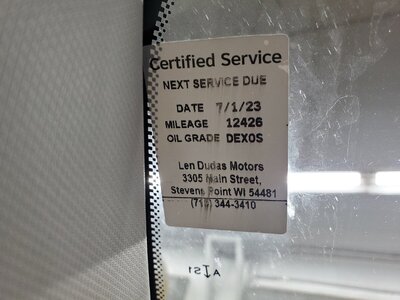 Certified Service
NEXT SERVICE DUE
DATE 7/1/23
MILEAGE 12426
OIL GRADE DEXOS
Len Dudas Motors
3305 Main Street,
Stevens Point WI 54481
(715) 344-3410